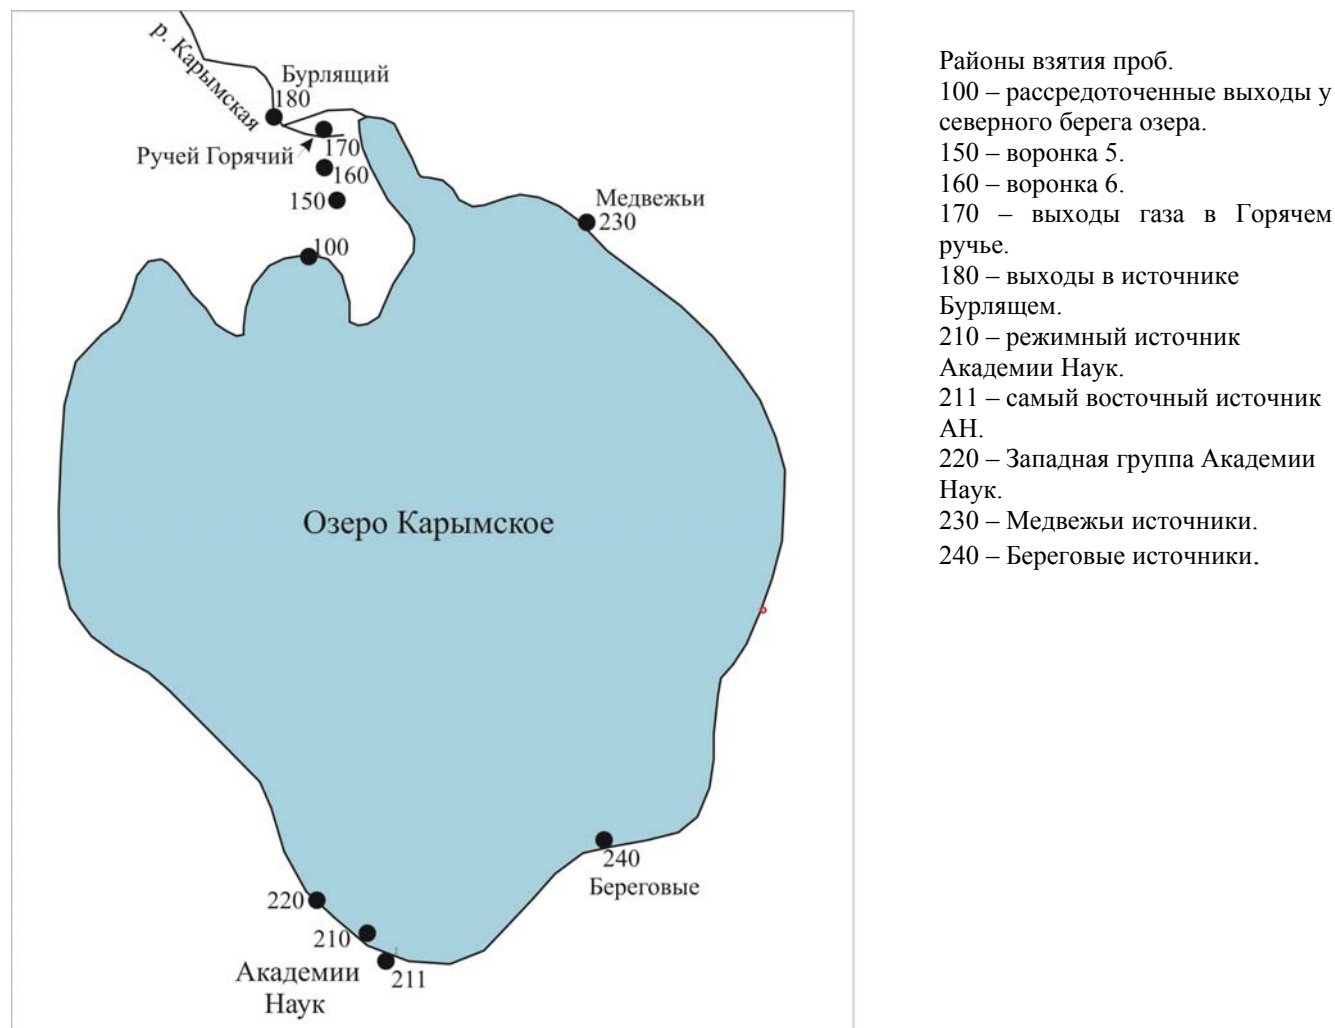 р. Карымская
Бурлящий
180
Ручей Горячий
170
160
150
100
Медвежьи
230
Озеро Карымское
240
Береговые
220
210
Академии
Наук
211
Районы взятия проб.
100 – рассредоточенные выходы у
северного берега озера.
150 – воронка 5.
160 – воронка 6.
170 – выходы газа в Горячем
ручье.
180 – выходы в источнике
Бурлящем.
210 – режимный источник
Академии Наук.
211 – самый восточный источник
АН.
220 – Западная группа Академии
Наук.
230 – Медвежьи источники.
240 – Береговые источники.